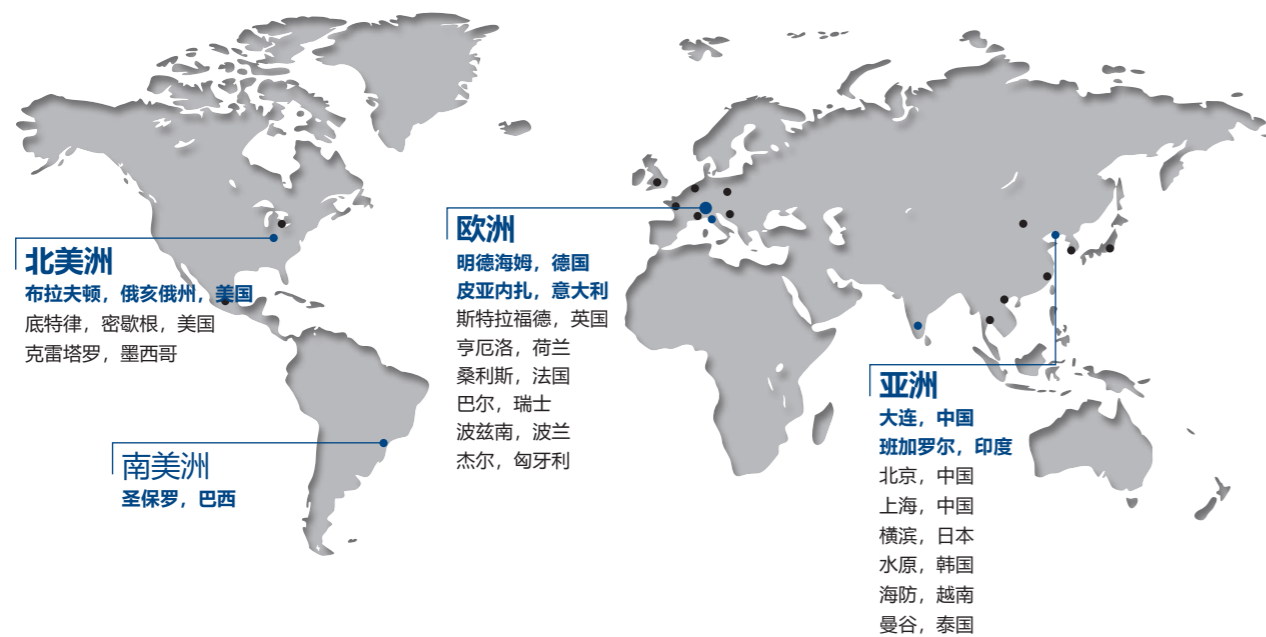 北美洲
布拉夫顿，俄亥俄州，美国
底特律，密歇根，美国
克雷塔罗，墨西哥
南美洲
圣保罗，巴西
欧洲
明德海姆，德国
皮亚内扎，意大利
斯特拉福德，英国
亨厄洛，荷兰
桑利斯，法国
巴尔，瑞士
波兹南，波兰
杰尔，匈牙利
亚洲
大连，中国
班加罗尔，印度
北京，中国
上海，中国
横滨，日本
水原，韩国
海防，越南
曼谷，泰国